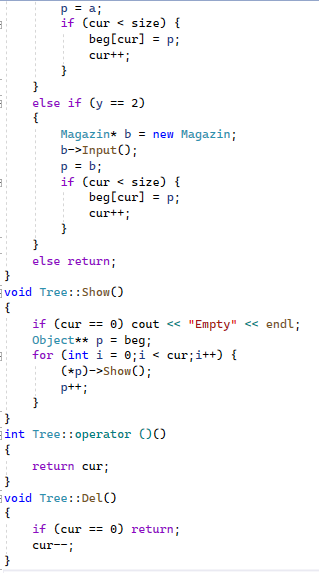 p = a;
if (cur < size) {
beg[cur] = p;
cur++;
}
}
else if (y == 2)
{
Magazin* b = new Magazin;
b->Input();
p = b;
if (cur < size) {
beg[cur] = p;
cur++;
}
}
else return;
}
void Tree::Show()
{
if (cur == 0) cout << "Empty" << endl;
Object** p = beg;
for (int i = 0;i < cur;i++) {
(*p)->Show();
p++;
}
}
int Tree::operator ()()
{
return cur;
}
void Tree::Del()
{
if (cur == 0) return;
cur--;
}